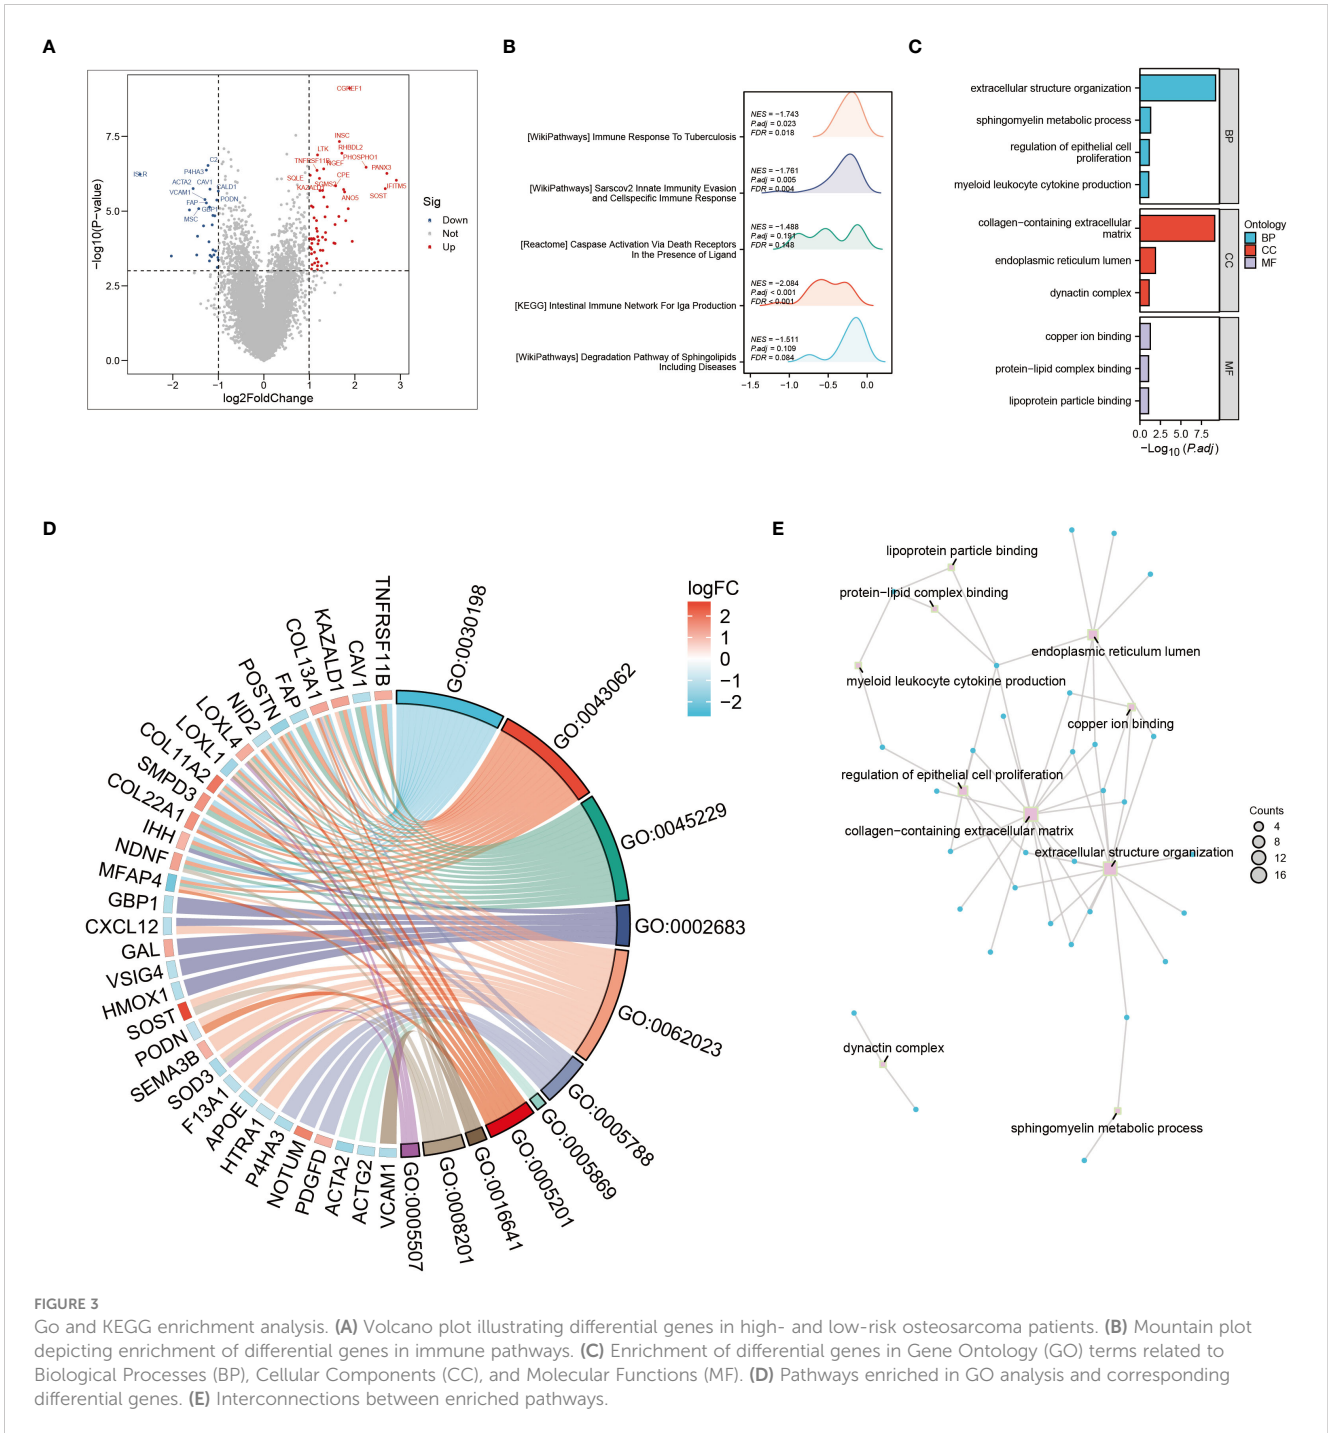 A
CGREF1
INSC
LTK
RHBDL2
TNFRSF11B
NGEF
PHOSPHO1
PANX3
SQLE
SGMS2
CPE
IFITM5
KAZALD1
ANO5
SOST
C2
P4HA3
ISLR
ACTA2
CAV1
CALD1
VCAM1
PODN
FAP
GBP1
MSC
7.5
5.0
2.5
0.0
−log10(P−value)
−2
−1
0
1
2
3
log2FoldChange
Sig
Down
Not
Up
B
[WikiPathways] Immune Response To Tuberculosis
NES = −1.743
P.adj = 0.023
FDR = 0.018
[WikiPathways] Sarscov2 Innate Immunity Evasion
and Cellspecific Immune Response
NES = −1.761
P.adj = 0.005
FDR = 0.004
[Reactome] Caspase Activation Via Death Receptors
In the Presence of Ligand
NES = −1.488
P.adj = 0.191
FDR = 0.148
[KEGG] Intestinal Immune Network For Iga Production
NES = −2.084
P.adj < 0.001
FDR < 0.001
[WikiPathways] Degradation Pathway of Sphingolipids
Including Diseases
NES = −1.511
P.adj = 0.109
FDR = 0.084
−1.5
−1.0
−0.5
0.0
C
extracellular structure organization
sphingomyelin metabolic process
regulation of epithelial cell
proliferation
myeloid leukocyte cytokine production
BP
collagen−containing extracellular
matrix
endoplasmic reticulum lumen
dynactin complex
CC
copper ion binding
protein−lipid complex binding
lipoprotein particle binding
MF
0.0 2.5 5.0 7.5
−Log10 (P.adj)
Ontology
BP
CC
MF
D
TNFRSF11B
CAV1
KAZALD1
COL13A1
FAP
POSTN
NID2
LOXL4
LOXL1
COL11A2
SMPD3
COL22A1
IHH
NDNF
MFAP4
GBP1
CXCL12
GAL
VSIG4
HMOX1
SOST
PODN
SEMA3B
SOD3
F13A1
APOE
HTRA1
P4HA3
NOTUM
PDGFD
ACTA2
ACTG2
VCAM1
GO:0030198
GO:0043062
GO:0045229
GO:0002683
GO:0062023
GO:0005788
GO:0005869
GO:0005201
GO:0016641
GO:0008201
GO:0005507
logFC
2
1
0
−1
−2
E
lipoprotein particle binding
protein−lipid complex binding
endoplasmic reticulum lumen
myeloid leukocyte cytokine production
copper ion binding
regulation of epithelial cell proliferation
collagen−containing extracellular matrix
extracellular structure organization
dynactin complex
sphingomyelin metabolic process
Counts
4
8
12
16
FIGURE 3
Go and KEGG enrichment analysis. (A) Volcano plot illustrating differential genes in high- and low-risk osteosarcoma patients. (B) Mountain plot
depicting enrichment of differential genes in immune pathways. (C) Enrichment of differential genes in Gene Ontology (GO) terms related to
Biological Processes (BP), Cellular Components (CC), and Molecular Functions (MF). (D) Pathways enriched in GO analysis and corresponding
differential genes. (E) Interconnections between enriched pathways.